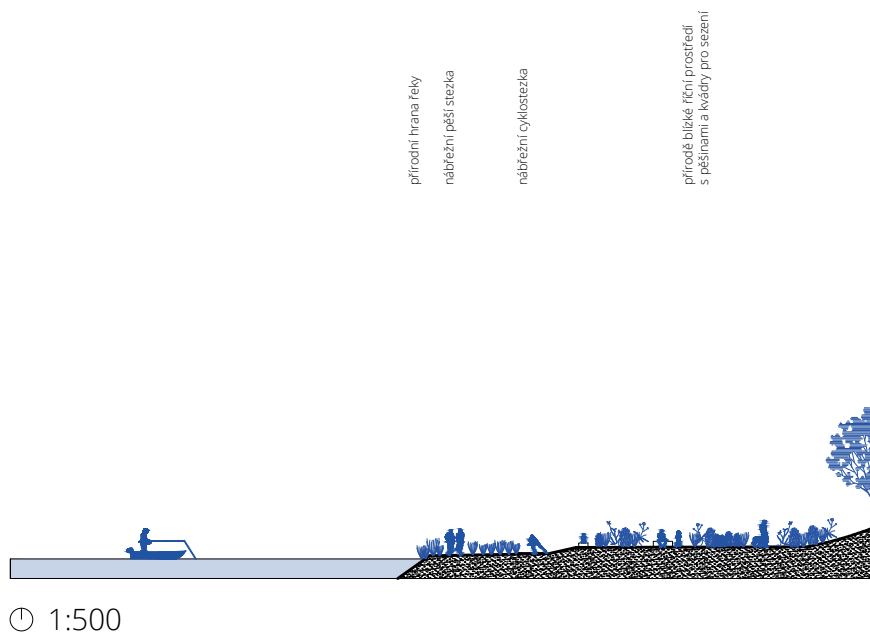 přírodní hrana řeky
nábřežní pěší stezka
nábřežní cyklostezka
přírodě blízké říční prostředí
s pěšinami a kvádry pro sezení
1:500